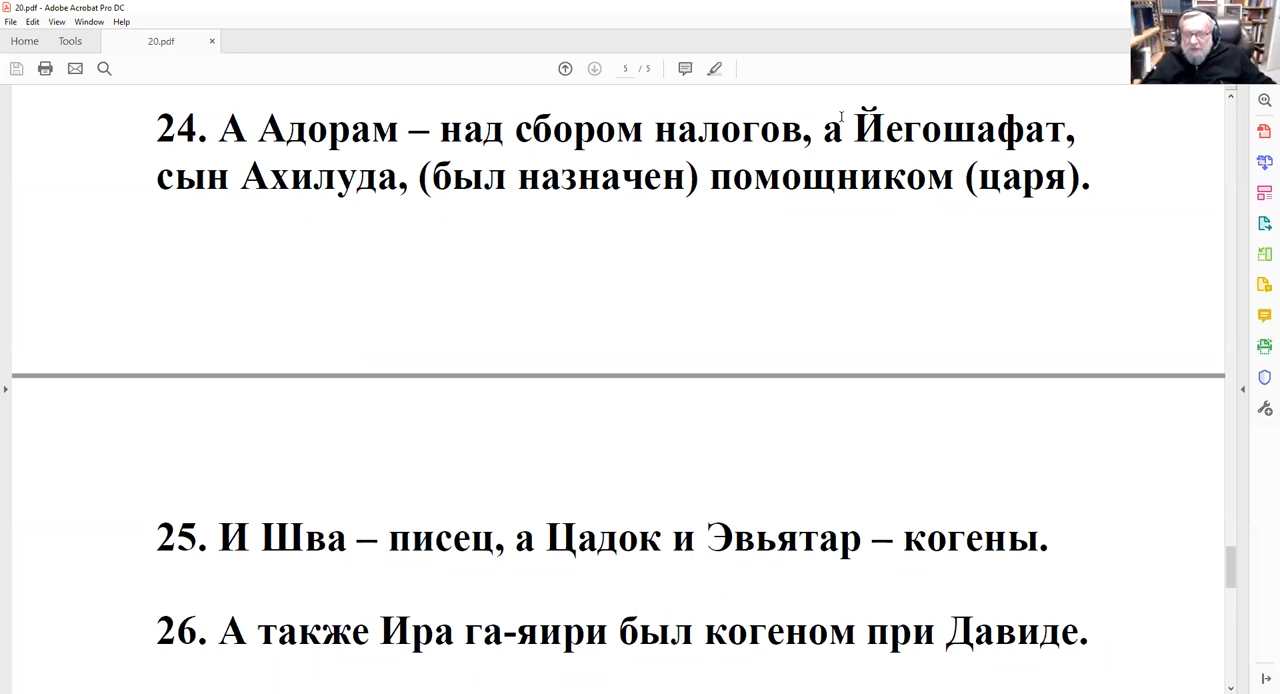 20.pdf - Adobe Acrobat Pro DC
File Edit View Window Help
Home Tools 20.pdf ×
5 / 5
24. А Адорам – над сбором налогов, а Йегошафат,
сын Ахилуда, (был назначен) помощником (царя).
25. И Шва – писец, а Цадок и Эвьятар – когены.
26. А также Ира га-яири был когеном при Давиде.